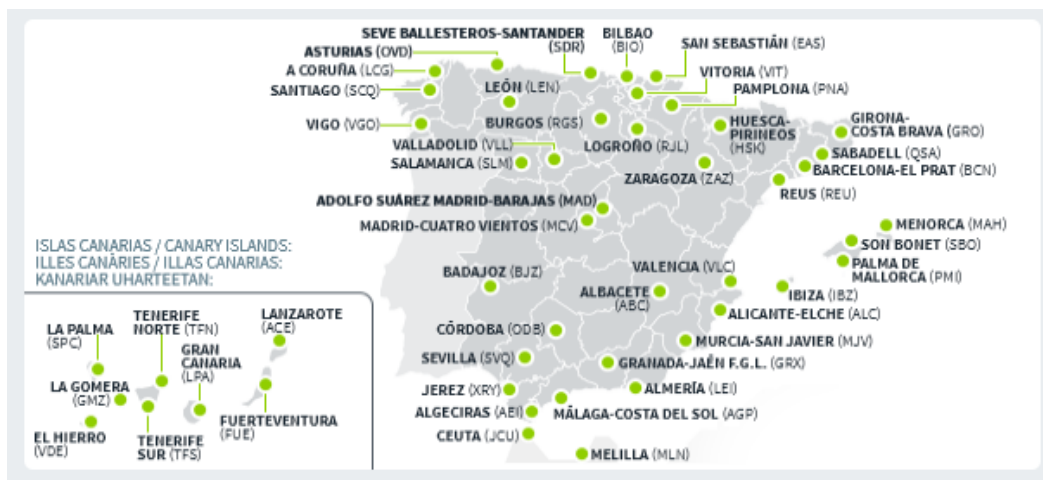 SEVE BALLESTEROS-SANTANDER
(SDR)
BILBAO
(BIO)
SAN SEBASTIÁN (EAS)
ASTURIAS (OVD)
A CORUÑA (LCG)
VITORIA (VIT)
SANTIAGO (SCQ)
LEÓN (LEN)
PAMPLONA (PNA)
VIGO (VGO)
BURGOS (RGS)
HUESCA-
PIRINEOS
(HSK)
GIRONA-
COSTA BRAVA (GRO)
VALLADOLID (VLL)
LOGROÑO (RJL)
SABADELL (QSA)
SALAMANCA (SLM)
BARCELONA-EL PRAT (BCN)
ZARAGOZA (ZAZ)
REUS (REU)
ADOLFO SUÁREZ MADRID-BARAJAS (MAD)
MADRID-CUATRO VIENTOS (MCV)
MENORCA (MAH)
SON BONET (SBO)
PALMA DE
MALLORCA (PMI)
ISLAS CANARIAS / CANARY ISLANDS:
ILLES CANÀRIES / ILLAS CANARIAS:
KANARIAR UHARTEETAN:
BADAJOZ (BJZ)
VALENCIA (VLC)
ALBACETE
(ABC)
IBIZA (IBZ)
ALICANTE-ELCHE (ALC)
CÓRDOBA (ODB)
MURCIA-SAN JAVIER (MJV)
SEVILLA (SVQ)
GRANADA-JAÉN F.G.L. (GRX)
JEREZ (XRY)
ALMERÍA (LEI)
ALGECIRAS (AEI)
MÁLAGA-COSTA DEL SOL (AGP)
CEUTA (JCU)
MELILLA (MLN)
LA PALMA
(SPC)
TENERIFE
NORTE (TFN)
LANZAROTE
(ACE)
GRAN
CANARIA
(LPA)
LA GOMERA
(GMZ)
FUERTEVENTURA
(FUE)
EL HIERRO
(VDE)
TENERIFE
SUR (TFS)